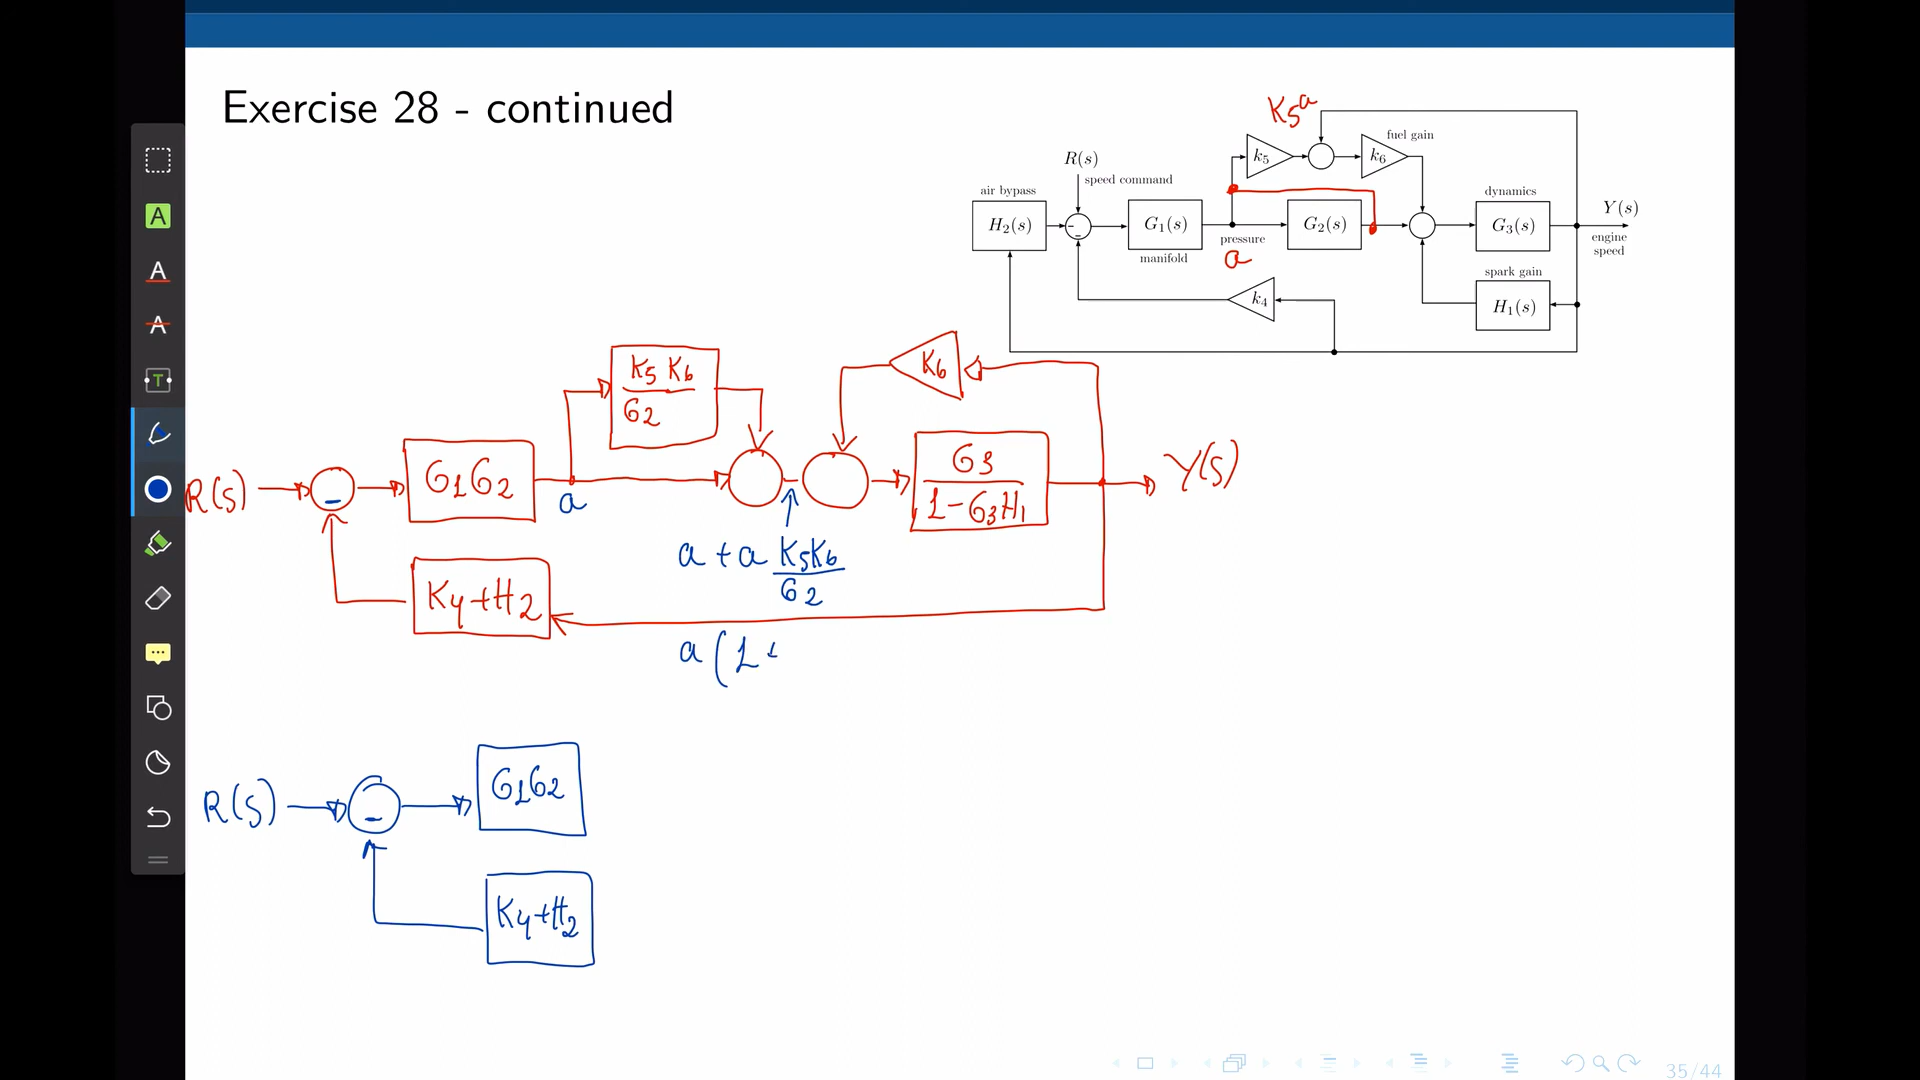 Exercise 28 - continued
K5a
fuel gain
k5
k6
R(s)
speed command
air bypass
dynamics
Y(s)
H2(s)
-
-
G1(s)
G2(s)
G3(s)
pressure
engine
speed
manifold
a
spark gain
k4
H1(s)
K5 K6
G2
K6
R(s)
-
G1G2
a
G3
1-G3H1
Y(s)
a + a K5K6
G2
K4+H2
a(1+
R(s)
-
G1G2
K4+H2
35/44
A
A
A
T